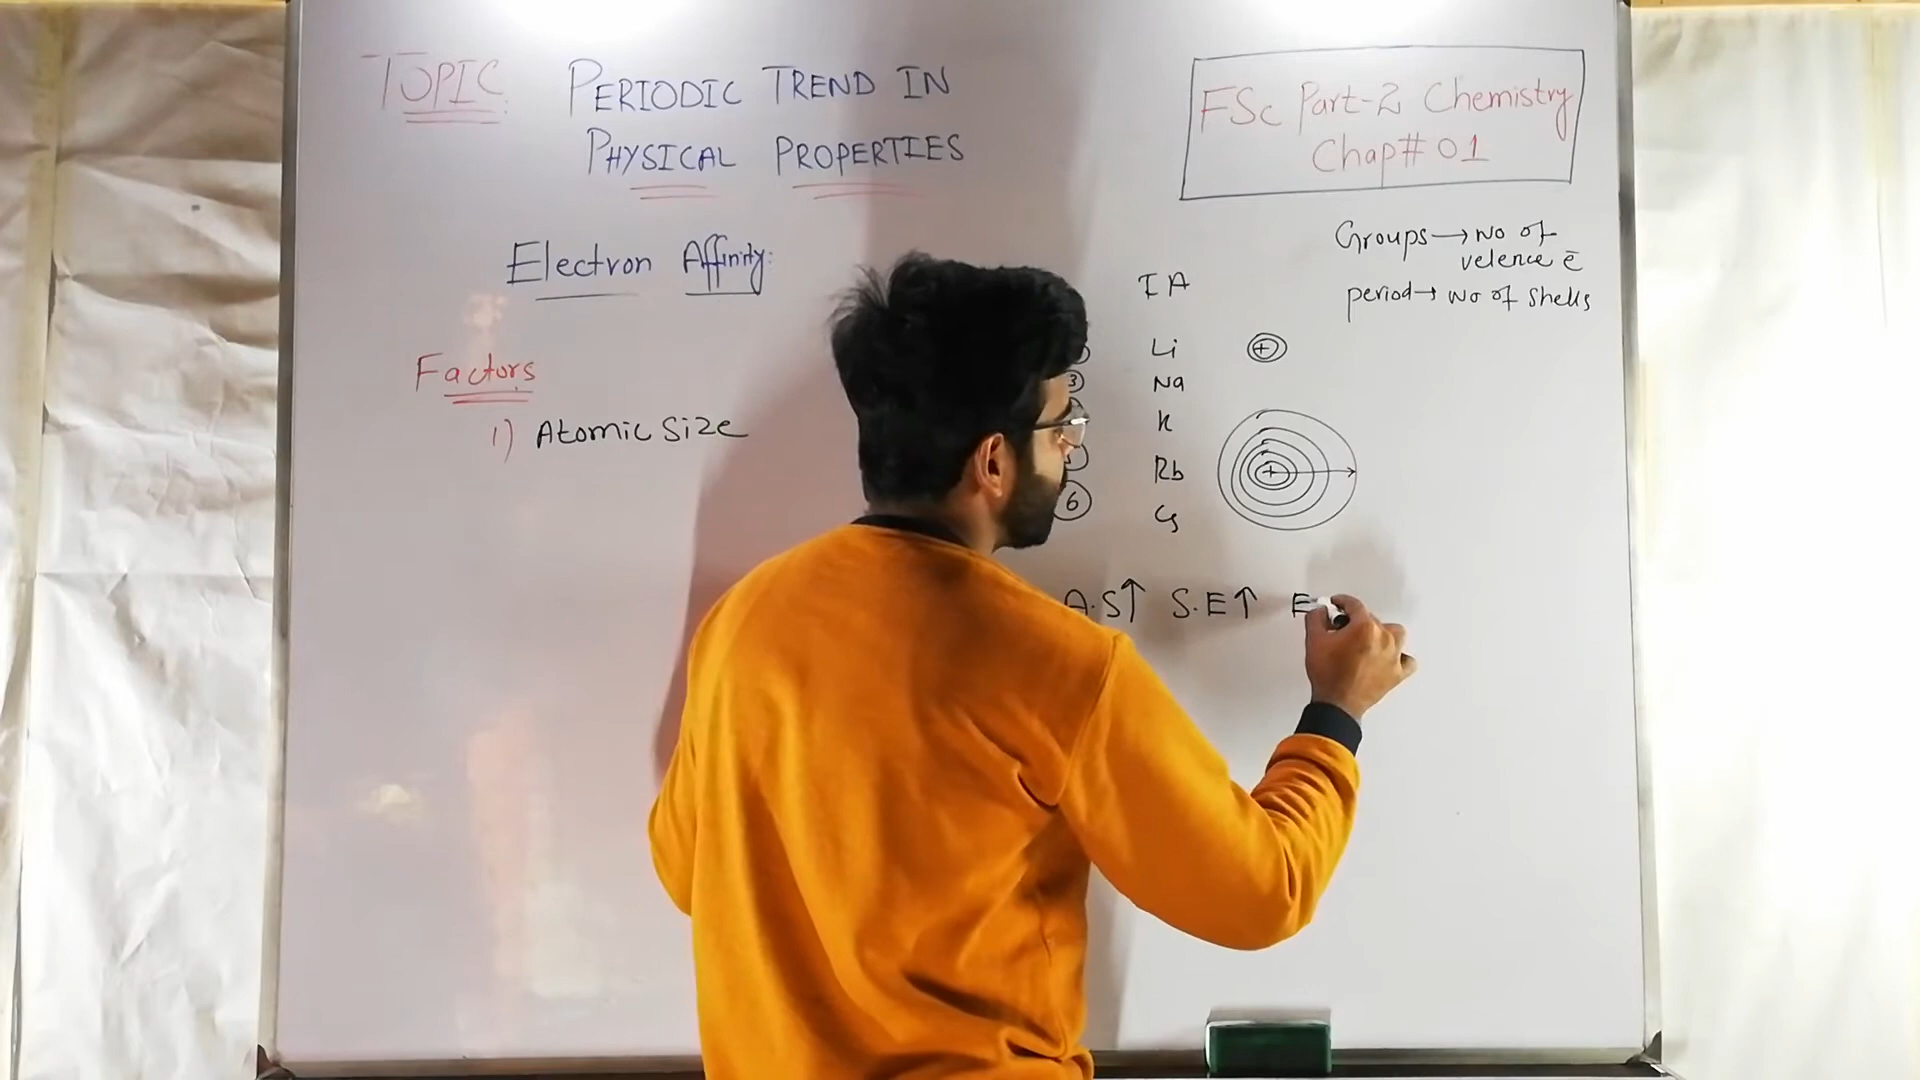 TOPIC: PERIODIC TREND IN
PHYSICAL PROPERTIES
FSc Part-2 Chemistry
Chap# 01
Electron Affinity:
Groups→ No of
velence ē
period→ No of Shells
Factors
1) Atomic Size
I A
Li
3 Na
K
Rb
6 Cs
A.S↑ S.E↑ E